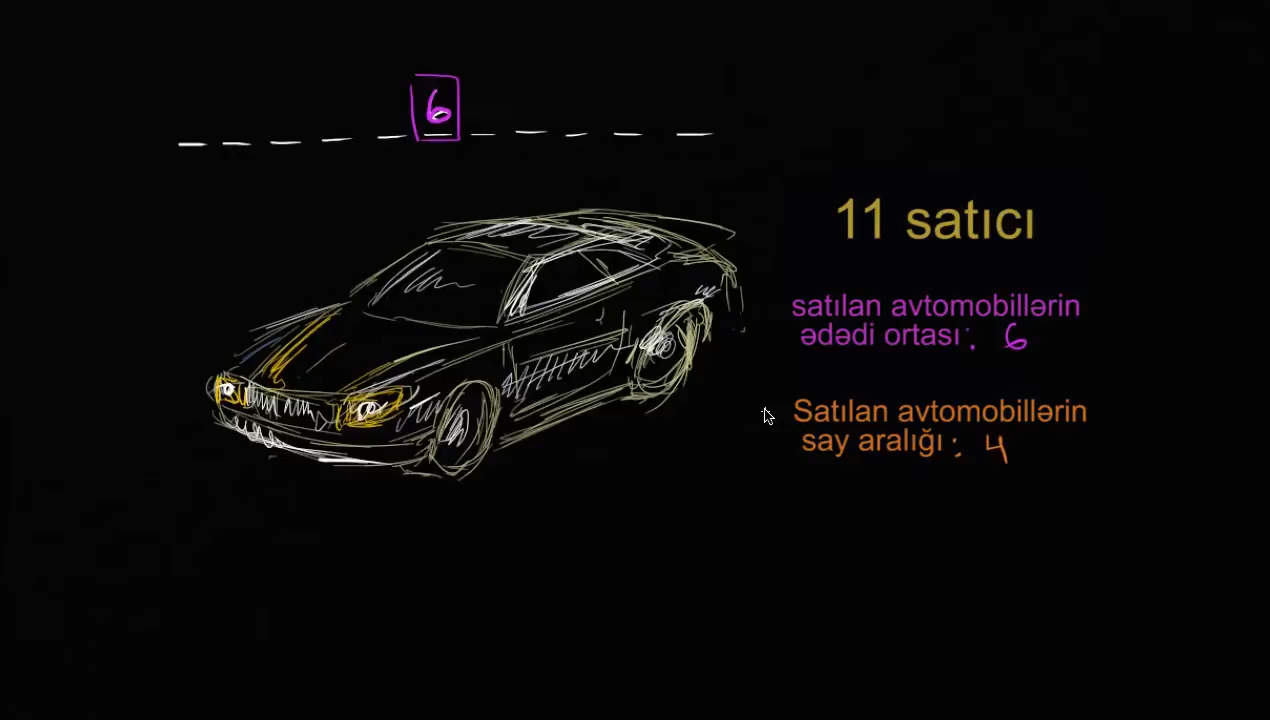 6
11 satıcı
satılan avtomobillərin
ədədi ortası: 6
Satılan avtomobillərin
say aralığı: 4